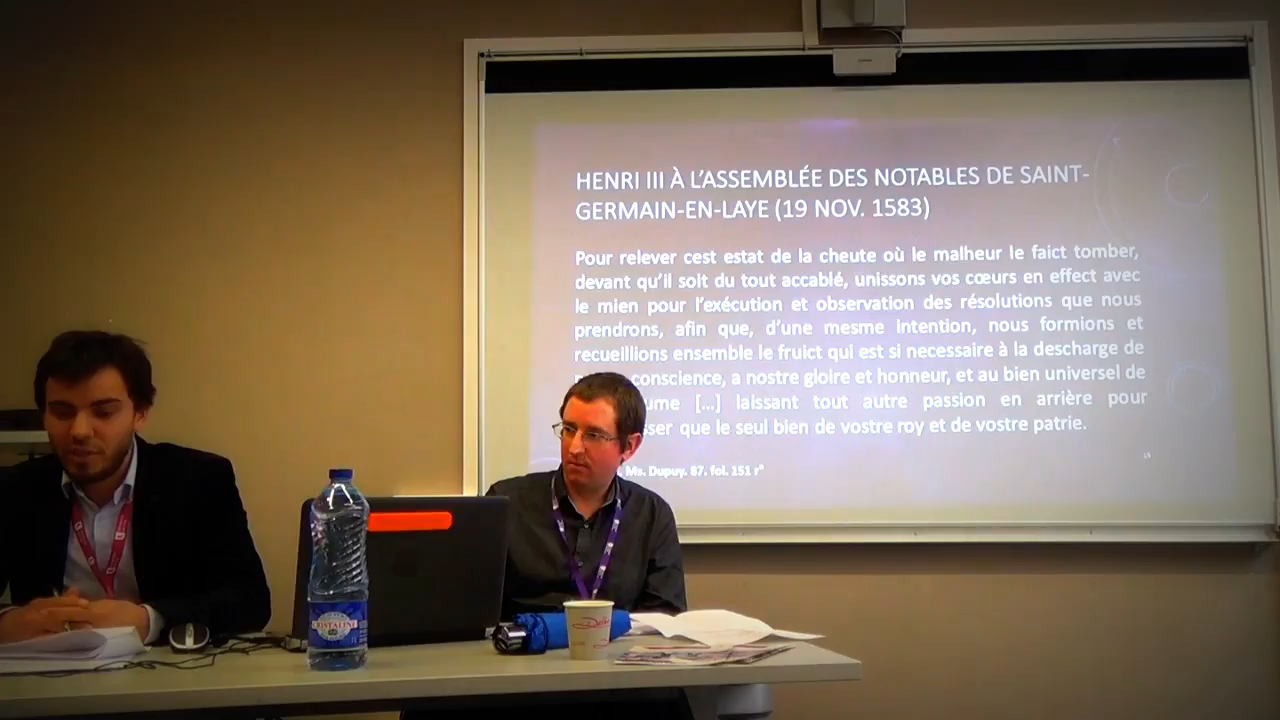 HENRI III À L'ASSEMBLÉE DES NOTABLES DE SAINT-
GERMAIN-EN-LAYE (19 NOV. 1583)
Pour relever cest estat de la cheute où le malheur le faict tomber,
devant qu'il soit du tout accablé, unissons vos cœurs en effect avec
le mien pour l'exécution et observation des résolutions que nous
prendrons, afin que, d'une mesme intention, nous formions et
recueillions ensemble le fruict qui est si necessaire à la descharge de
conscience, a nostre gloire et honneur, et au bien universel de
[...] laissant tout autre passion en arrière pour
que le seul bien de vostre roy et de vostre patrie.
Ms. Dupuy. 87. fol. 151 r°
CRISTALINE